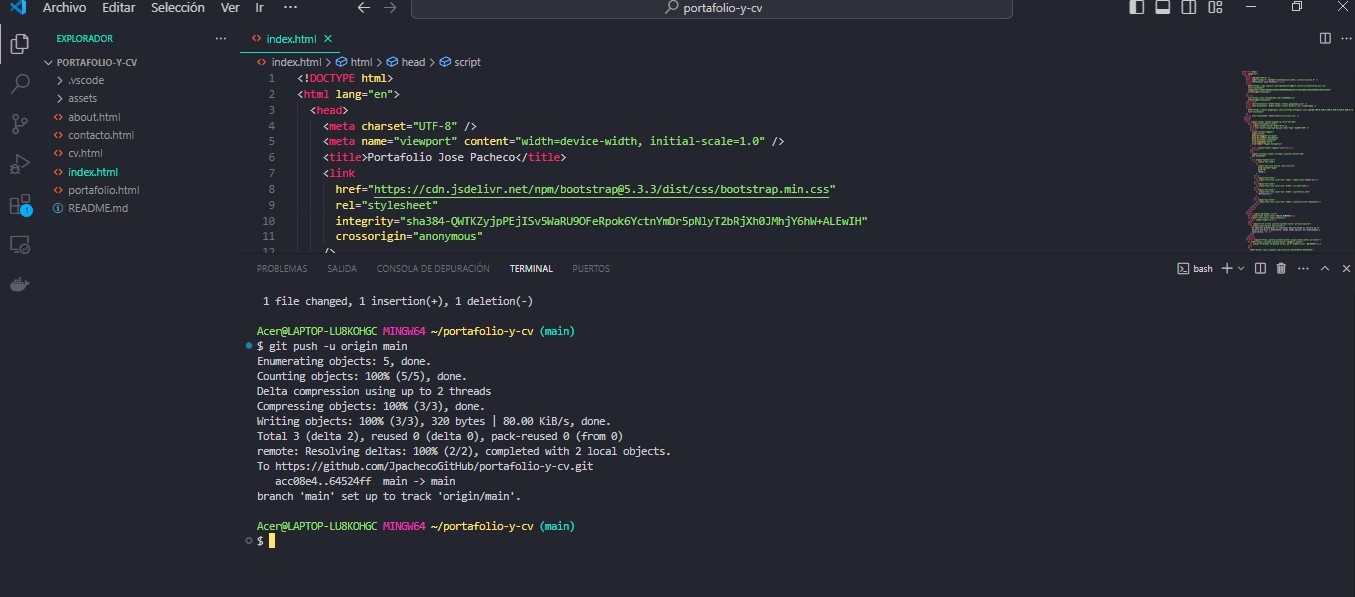 Archivo Editar Selección Ver Ir ··· portafolio-y-cv
EXPLORADOR ···
PORTAFOLIO-Y-CV
.vscode
assets
about.html
contacto.html
cv.html
index.html
portafolio.html
README.md
1
index.html
index.html > html > head > script
1 <!DOCTYPE html>
2 <html lang="en">
3 <head>
4 <meta charset="UTF-8" />
5 <meta name="viewport" content="width=device-width, initial-scale=1.0" />
6 <title>Portafolio Jose Pacheco</title>
7 <link
8 href="https://cdn.jsdelivr.net/npm/bootstrap@5.3.3/dist/css/bootstrap.min.css"
9 rel="stylesheet"
10 integrity="sha384-QWTKZyjpPEjISv5WaRU9OFeRpok6YctnYmDr5pNlyT2bRjXh0JMhjY6hW+ALEwIH"
11 crossorigin="anonymous"
12 />
PROBLEMAS SALIDA CONSOLA DE DEPURACIÓN TERMINAL PUERTOS bash
1 file changed, 1 insertion(+), 1 deletion(-)
Acer@LAPTOP-LU8KOHGC MINGW64 ~/portafolio-y-cv (main)
$ git push -u origin main
Enumerating objects: 5, done.
Counting objects: 100% (5/5), done.
Delta compression using up to 2 threads
Compressing objects: 100% (3/3), done.
Writing objects: 100% (3/3), 320 bytes | 80.00 KiB/s, done.
Total 3 (delta 2), reused 0 (delta 0), pack-reused 0 (from 0)
remote: Resolving deltas: 100% (2/2), completed with 2 local objects.
To https://github.com/JpachecoGitHub/portafolio-y-cv.git
acc08e4..64524ff main -> main
branch 'main' set up to track 'origin/main'.
Acer@LAPTOP-LU8KOHGC MINGW64 ~/portafolio-y-cv (main)
$